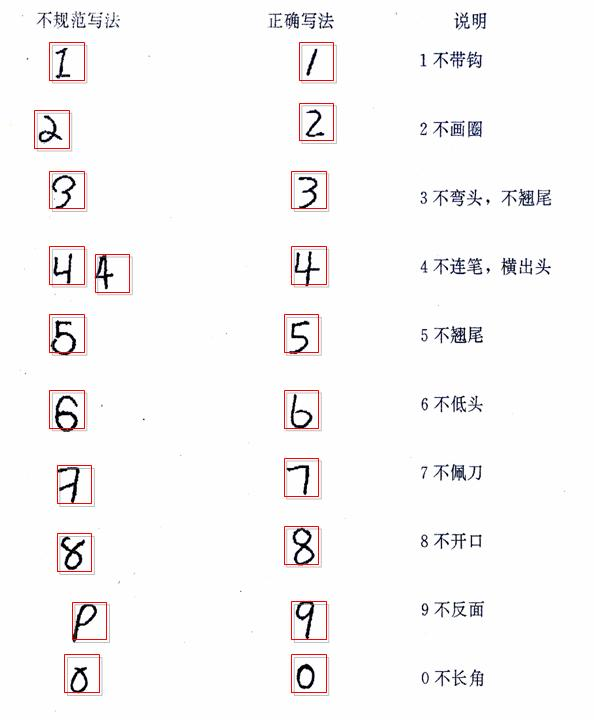 不规范写法 正确写法 说明
1 1 1不带钩
2 2 2不画圈
3 3 3不弯头，不翘尾
4 4 4 4不连笔，横出头
5 5 5不翘尾
6 6 6不低头
7 7 7不佩刀
8 8 8不开口
P 9 9不反面
0 0 0不长角